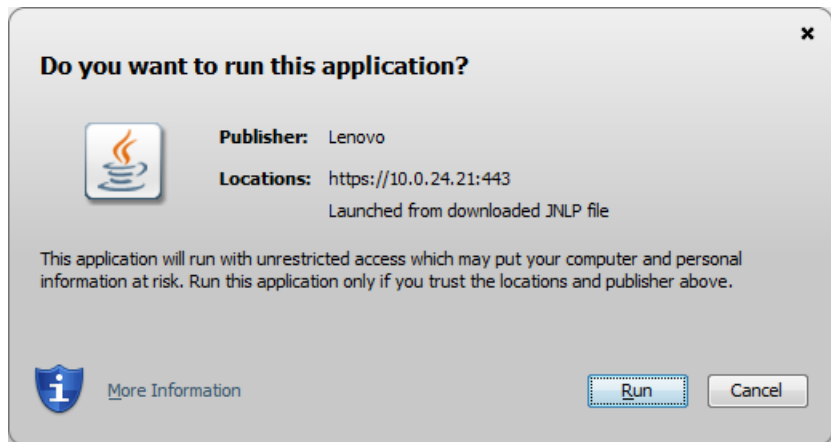 Do you want to run this application?
Publisher: Lenovo
Locations: https://10.0.24.21:443
Launched from downloaded JNLP file
This application will run with unrestricted access which may put your computer and personal
information at risk. Run this application only if you trust the locations and publisher above.
More Information
Run
Cancel